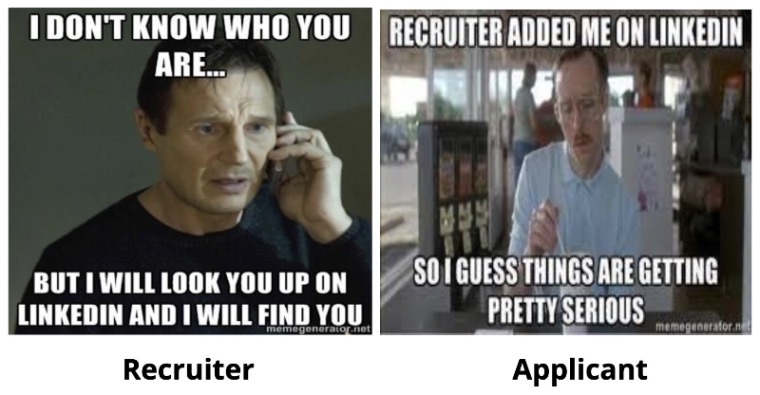 I DON'T KNOW WHO YOU
ARE...
BUT I WILL LOOK YOU UP ON
LINKEDIN AND I WILL FIND YOU
memegenerator.net
RECRUITER ADDED ME ON LINKEDIN
SO I GUESS THINGS ARE GETTING
PRETTY SERIOUS
memegenerator.net
Recruiter
Applicant